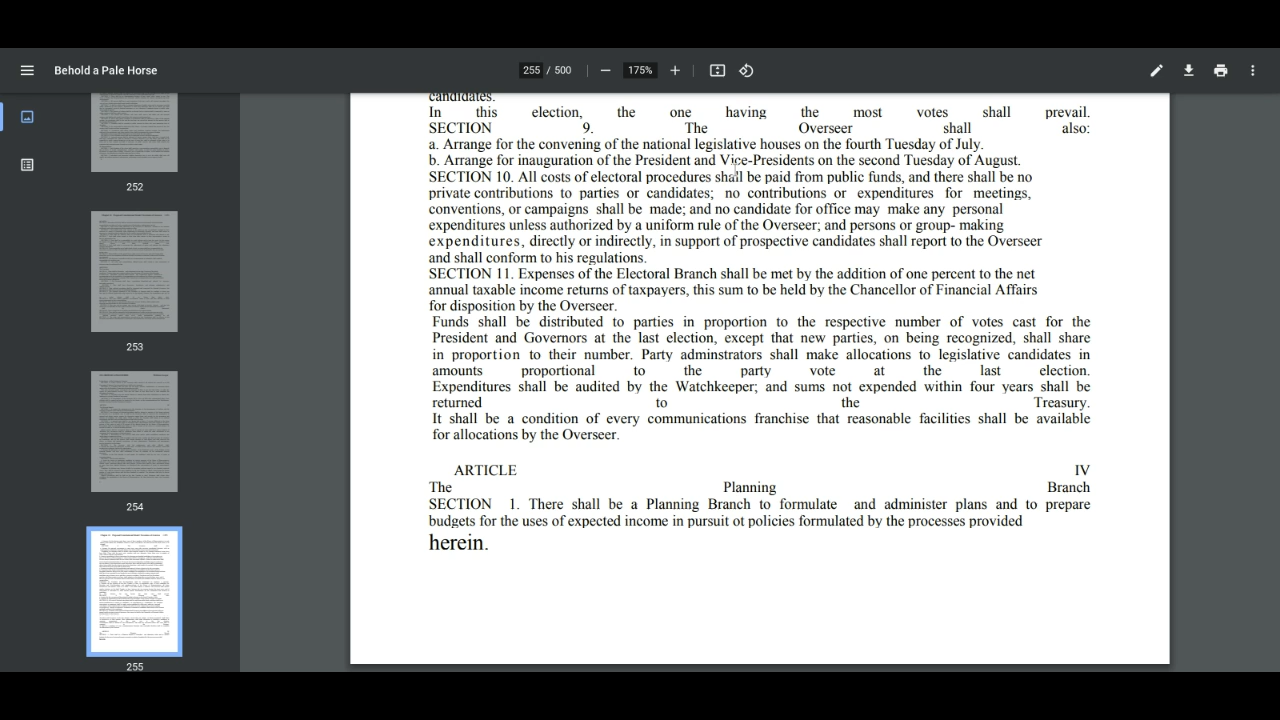 Behold a Pale Horse
255 / 500
175%
252
253
254
255
candidates.
In this section, the one having the most votes shall prevail.
SECTION 9. The Overseer shall also:
a. Arrange for the convening of the national legislative houses on the fourth Tuesday of July.
b. Arrange for inauguration of the President and Vice-Presidents on the second Tuesday of August.
SECTION 10. All costs of electoral procedures shall be paid from public funds, and there shall be no
private contributions to parties or candidates; no contributions or expenditures for meetings,
conventions, or campaigns shall be made; and no candidate for office may make any personal
expenditures unless authorized by a uniform rule of the Overseer; and persons or group- making
expenditures, directly or indirectly, in support of prospective candidates shall report to the Overseer
and shall conform to his regulations.
SECTION 11. Expenses of the Electoral Branch shall be met by the addition of one percent to the net
annual taxable income returns of taxpayers, this sum to be held by the Chancellor of Financial Affairs
for disposition by the Overseer.
Funds shall be distributed to parties in proportion to the respective number of votes cast for the
President and Governors at the last election, except that new parties, on being recognized, shall share
in proportion to their number. Party adminstrators shall make allocations to legislative candidates in
amounts proportional to the party vote at the last election.
Expenditures shall be audited by the Watchkeeper; and sums not expended within four years shall be
returned to the Treasury.
It shall be a condition of every communications franchise that reasonable facilities shall be available
for allocations by the Overseer.
ARTICLE IV
The Planning Branch
SECTION 1. There shall be a Planning Branch to formulate and administer plans and to prepare
budgets for the uses of expected income in pursuit ot policies formulated by the processes provided
herein.